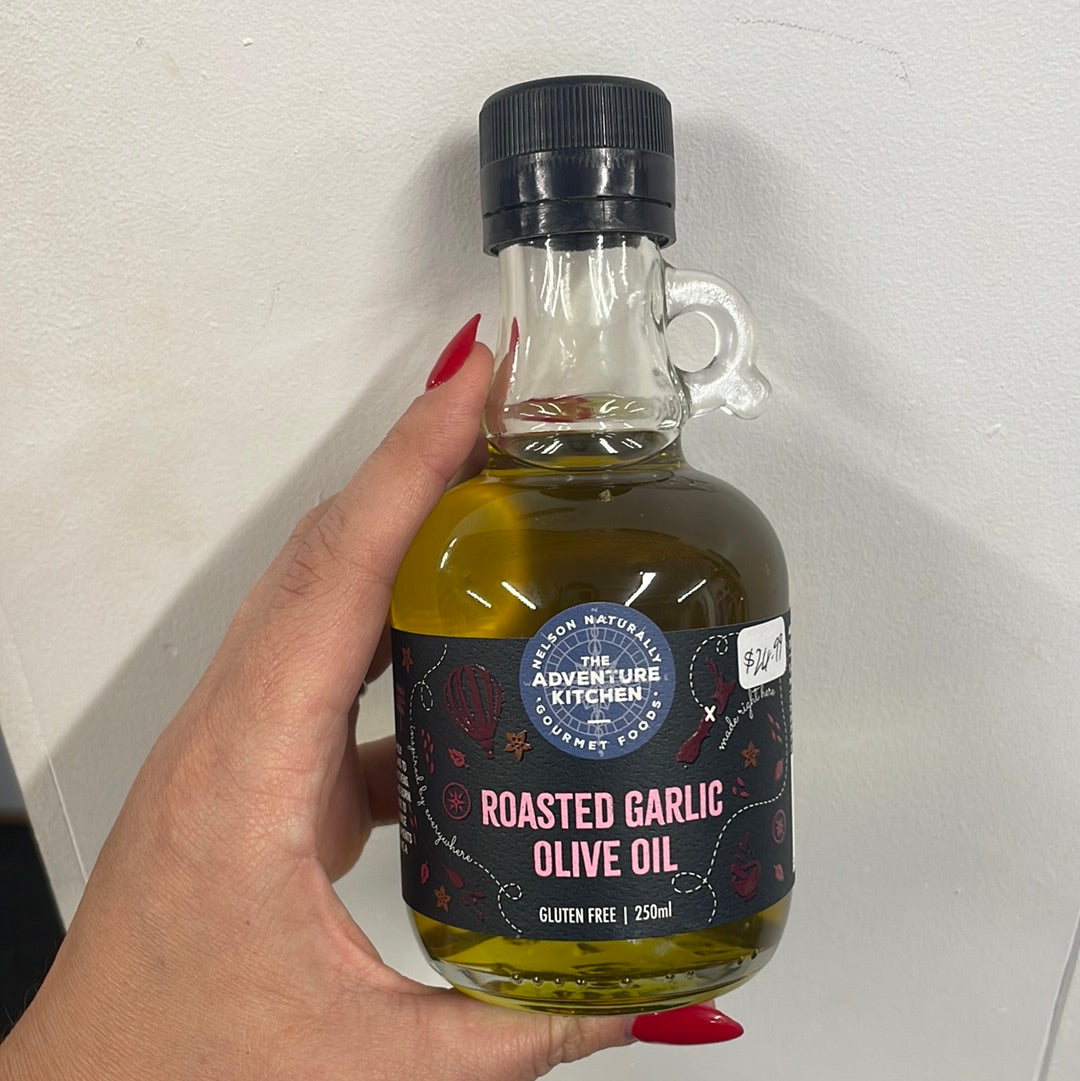 NELSON NATURALLY
THE
ADVENTURE
KITCHEN
GOURMET FOODS
$24.99
x
made right here
inspired by everywhere
ROASTED GARLIC
OLIVE OIL
GLUTEN FREE | 250ml